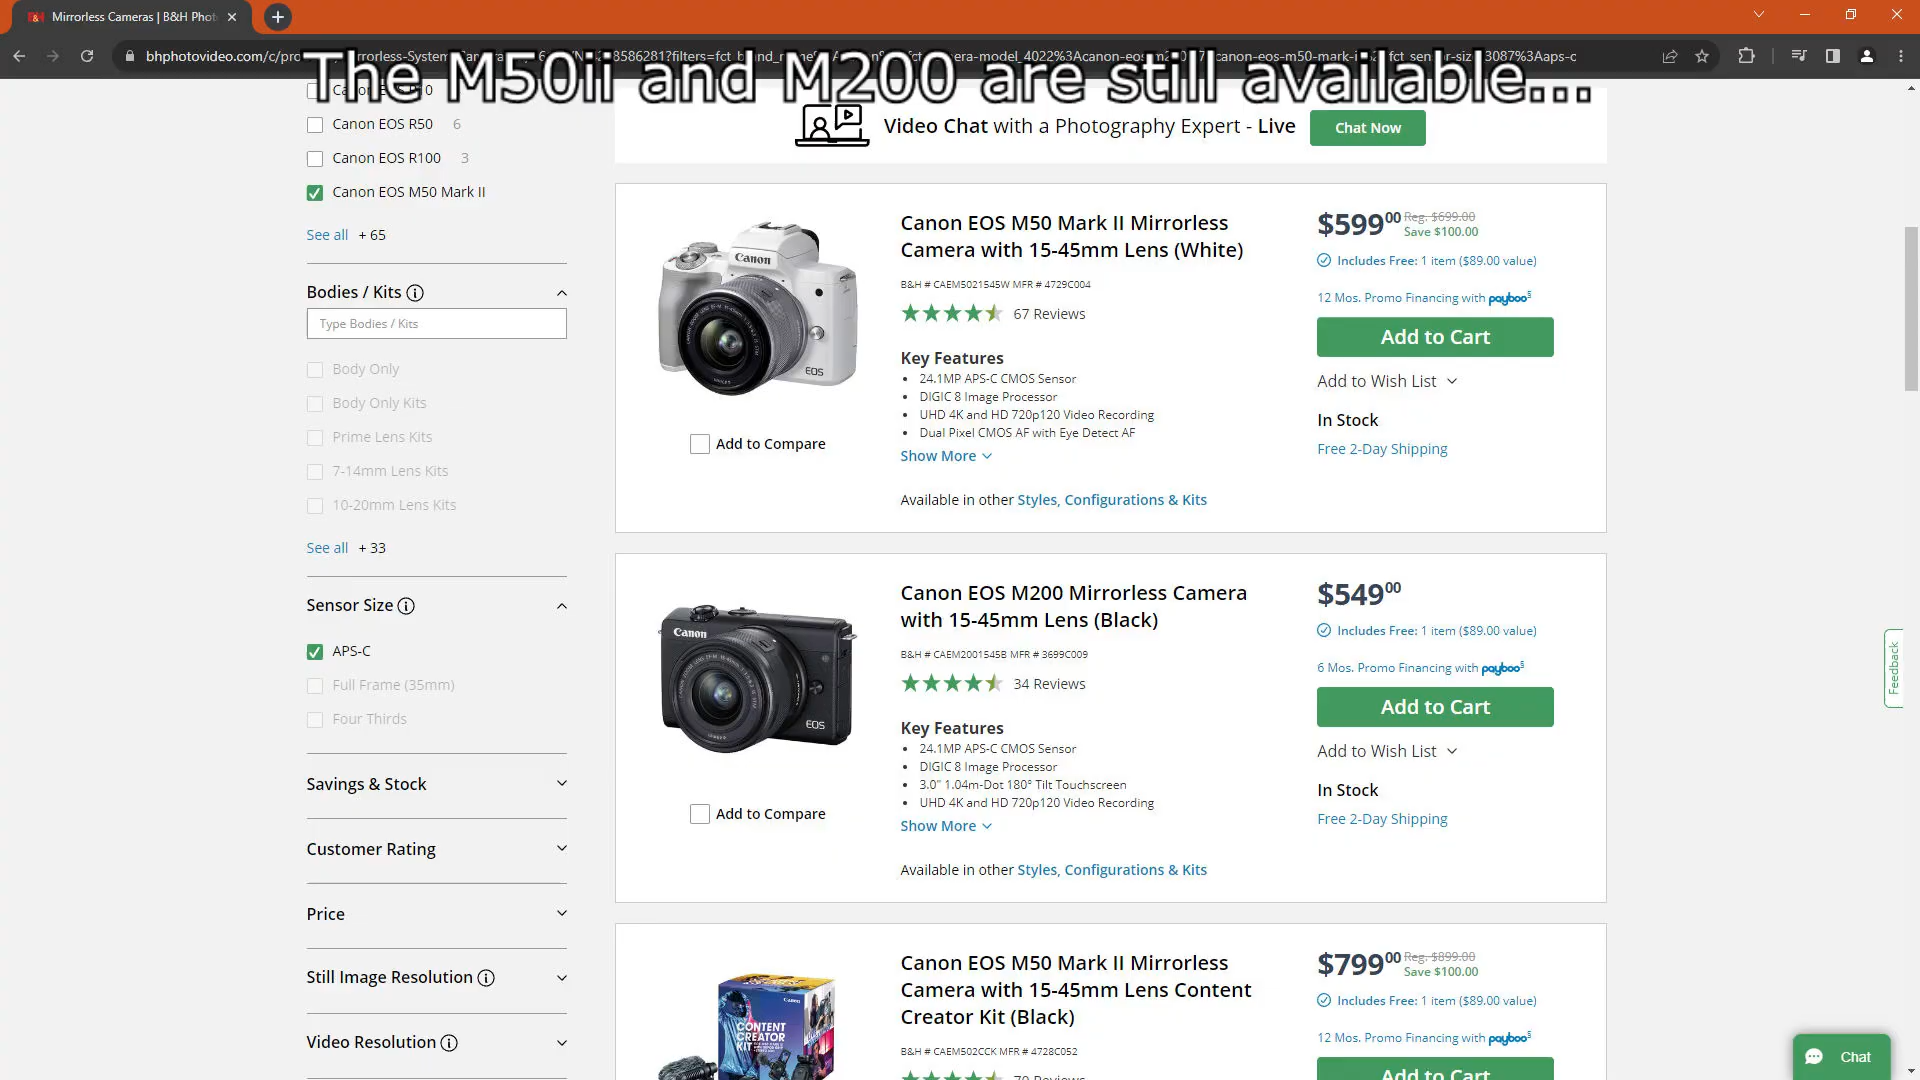 Mirrorless Cameras | B&H Phot
The M50ii and M200 are still available...
Canon EOS R50 6
Canon EOS R100 3
Canon EOS M50 Mark II
See all + 65
Bodies / Kits
Type Bodies / Kits
Body Only
Body Only Kits
Prime Lens Kits
7-14mm Lens Kits
10-20mm Lens Kits
See all + 33
Sensor Size
APS-C
Full Frame (35mm)
Four Thirds
Savings & Stock
Customer Rating
Price
Still Image Resolution
Video Resolution
Video Chat with a Photography Expert - Live
Chat Now
Canon
EOS
Add to Compare
Canon EOS M50 Mark II Mirrorless
Camera with 15-45mm Lens (White)
B&H # CAEM5021545W MFR # 4729C004
67 Reviews
Key Features
24.1MP APS-C CMOS Sensor
DIGIC 8 Image Processor
UHD 4K and HD 720p120 Video Recording
Dual Pixel CMOS AF with Eye Detect AF
Show More
Available in other Styles, Configurations & Kits
$599.00 Reg. $699.00
Save $100.00
Includes Free: 1 item ($89.00 value)
12 Mos. Promo Financing with payboo§
Add to Cart
Add to Wish List
In Stock
Free 2-Day Shipping
Canon
EOS
Add to Compare
Canon EOS M200 Mirrorless Camera
with 15-45mm Lens (Black)
B&H # CAEM2001545B MFR # 3699C009
34 Reviews
Key Features
24.1MP APS-C CMOS Sensor
DIGIC 8 Image Processor
3.0" 1.04m-Dot 180° Tilt Touchscreen
UHD 4K and HD 720p120 Video Recording
Show More
Available in other Styles, Configurations & Kits
$549.00
Includes Free: 1 item ($89.00 value)
6 Mos. Promo Financing with payboo§
Add to Cart
Add to Wish List
In Stock
Free 2-Day Shipping
Canon
CONTENT
CREATOR
KIT
Canon EOS M50 Mark II Mirrorless
Camera with 15-45mm Lens Content
Creator Kit (Black)
B&H # CAEM502CCK MFR # 4728C052
70 Reviews
$799.00 Reg. $899.00
Save $100.00
Includes Free: 1 item ($89.00 value)
12 Mos. Promo Financing with payboo§
Add to Cart
Feedback
Chat